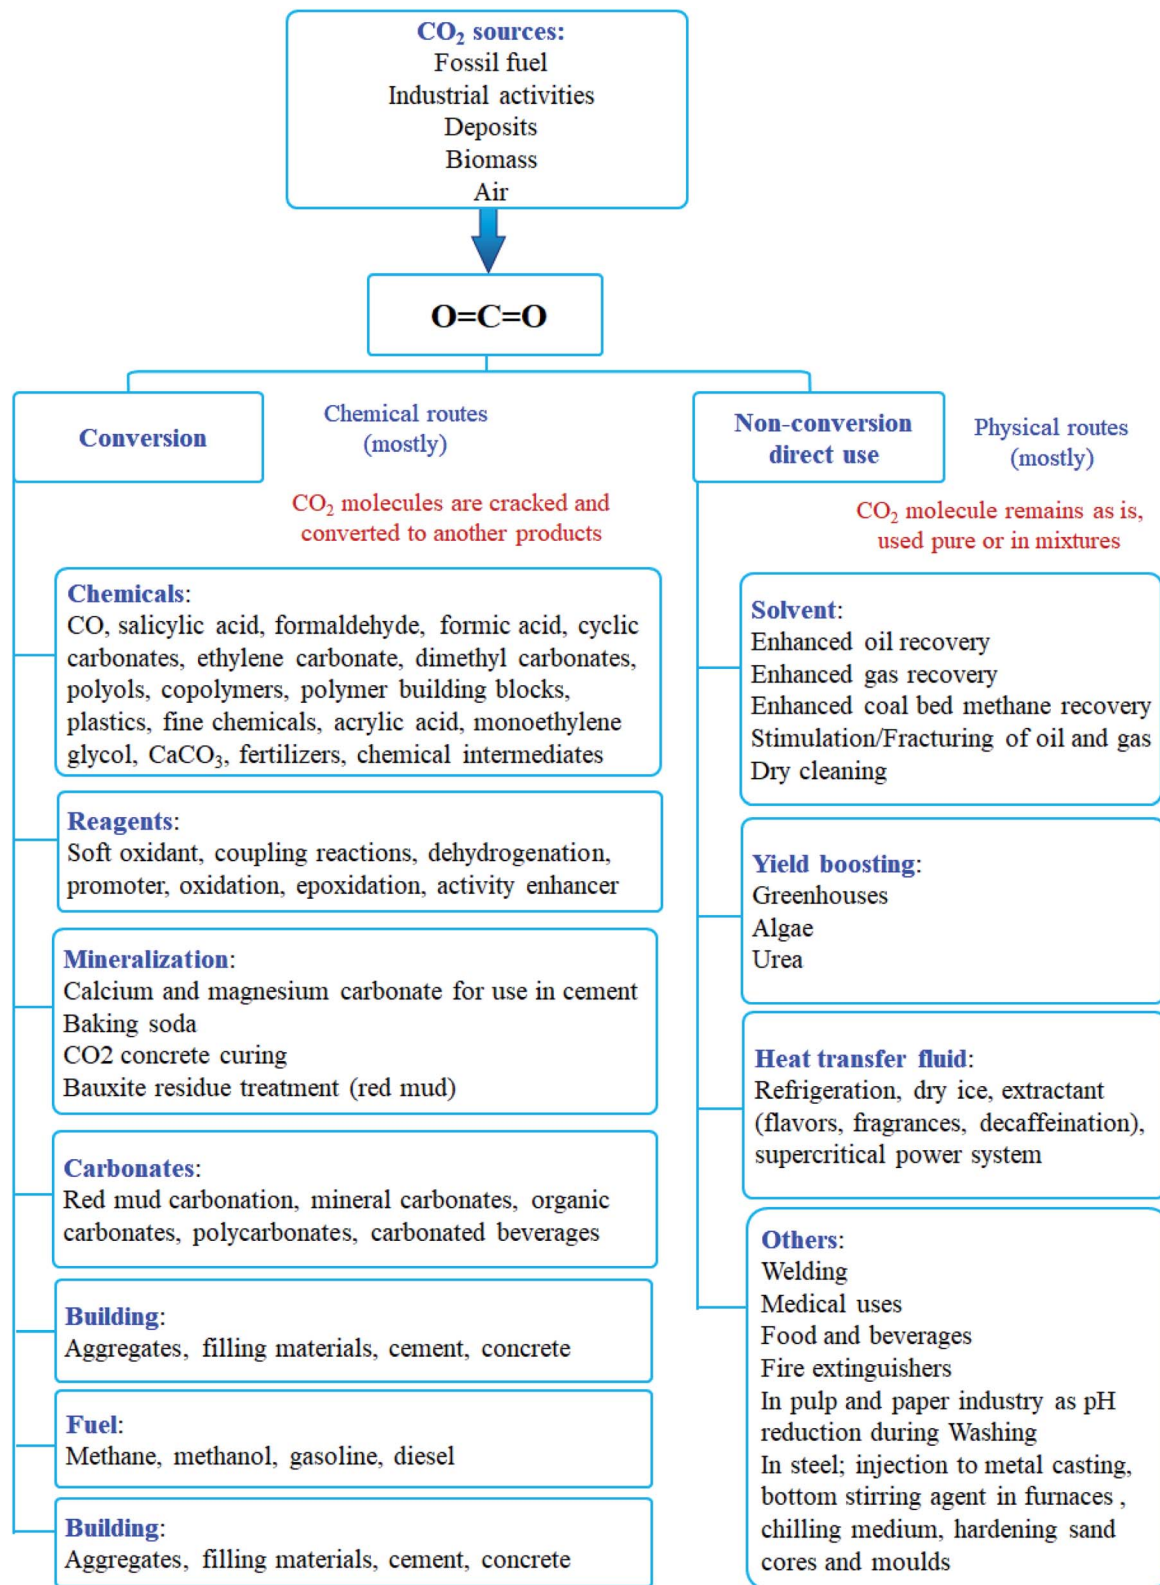 CO₂ sources:
Fossil fuel
Industrial activities
Deposits
Biomass
Air
O=C=O
Conversion
Chemical routes
(mostly)
CO₂ molecules are cracked and
converted to another products
Chemicals:
CO, salicylic acid, formaldehyde, formic acid, cyclic
carbonates, ethylene carbonate, dimethyl carbonates,
polyols, copolymers, polymer building blocks,
plastics, fine chemicals, acrylic acid, monoethylene
glycol, CaCO₃, fertilizers, chemical intermediates
Reagents:
Soft oxidant, coupling reactions, dehydrogenation,
promoter, oxidation, epoxidation, activity enhancer
Mineralization:
Calcium and magnesium carbonate for use in cement
Baking soda
CO2 concrete curing
Bauxite residue treatment (red mud)
Carbonates:
Red mud carbonation, mineral carbonates, organic
carbonates, polycarbonates, carbonated beverages
Building:
Aggregates, filling materials, cement, concrete
Fuel:
Methane, methanol, gasoline, diesel
Building:
Aggregates, filling materials, cement, concrete
Non-conversion
direct use
Physical routes
(mostly)
CO₂ molecule remains as is,
used pure or in mixtures
Solvent:
Enhanced oil recovery
Enhanced gas recovery
Enhanced coal bed methane recovery
Stimulation/Fracturing of oil and gas
Dry cleaning
Yield boosting:
Greenhouses
Algae
Urea
Heat transfer fluid:
Refrigeration, dry ice, extractant
(flavors, fragrances, decaffeination),
supercritical power system
Others:
Welding
Medical uses
Food and beverages
Fire extinguishers
In pulp and paper industry as pH
reduction during Washing
In steel; injection to metal casting,
bottom stirring agent in furnaces ,
chilling medium, hardening sand
cores and moulds